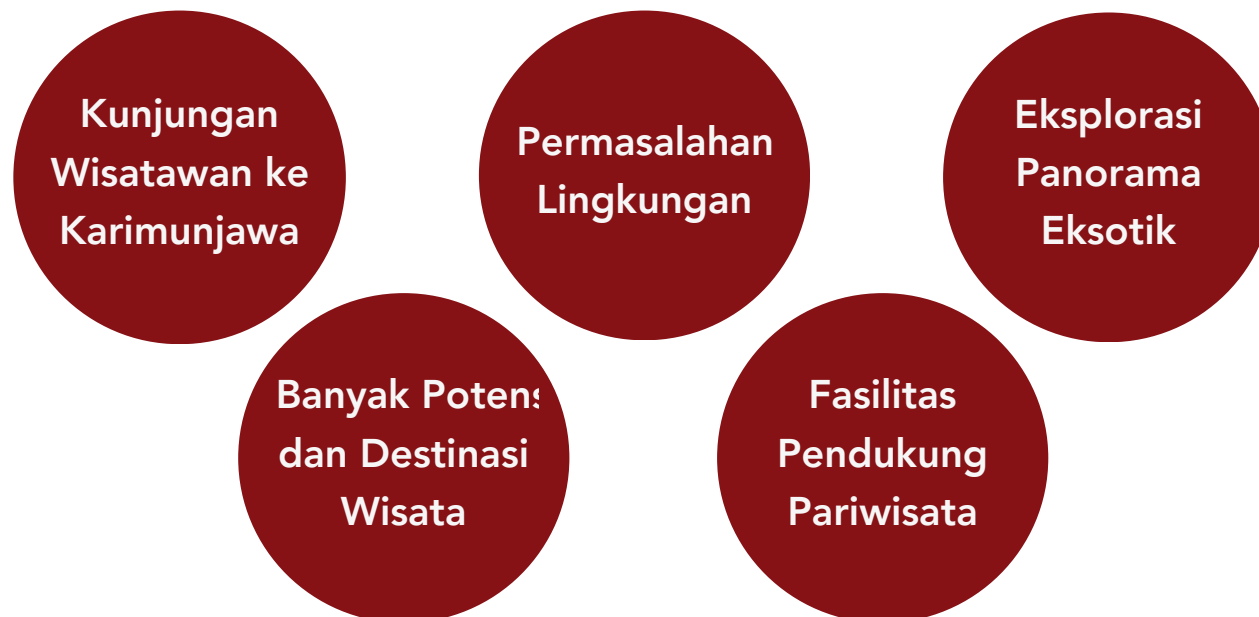 Kunjungan
Wisatawan ke
Karimunjawa
Permasalahan
Lingkungan
Eksplorasi
Panorama
Eksotik
Banyak Potens
dan Destinasi
Wisata
Fasilitas
Pendukung
Pariwisata